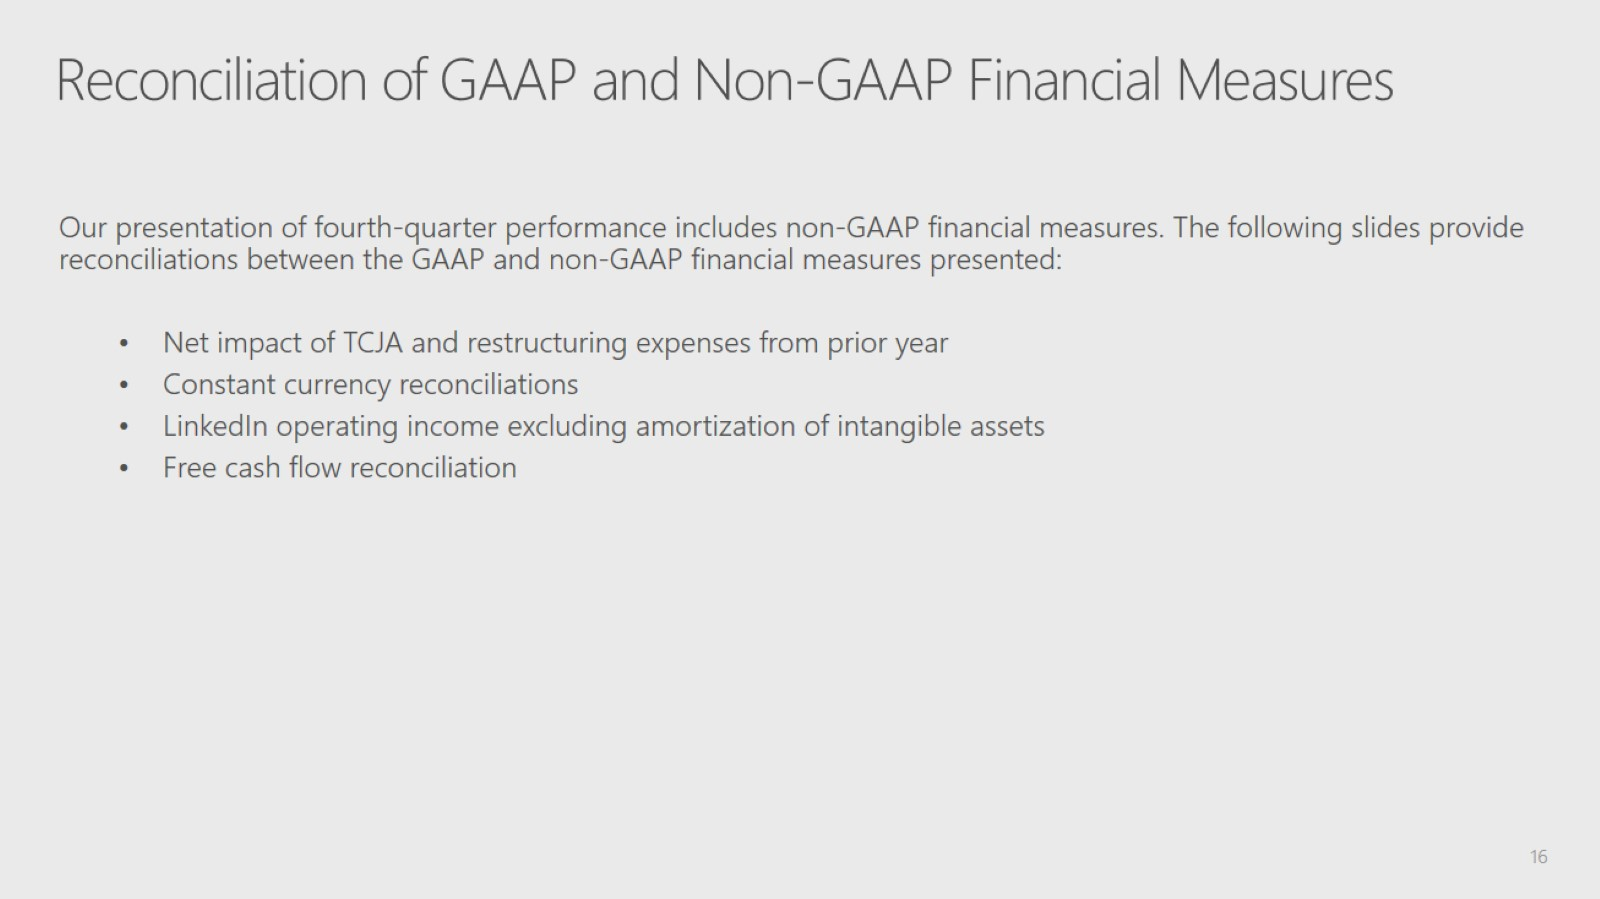 Reconciliation of GAAP and Non-GAAP Financial Measures
Our presentation of fourth-quarter performance includes non-GAAP financial measures. The following slides provide
reconciliations between the GAAP and non-GAAP financial measures presented:
• Net impact of TCJA and restructuring expenses from prior year
• Constant currency reconciliations
• LinkedIn operating income excluding amortization of intangible assets
• Free cash flow reconciliation
16